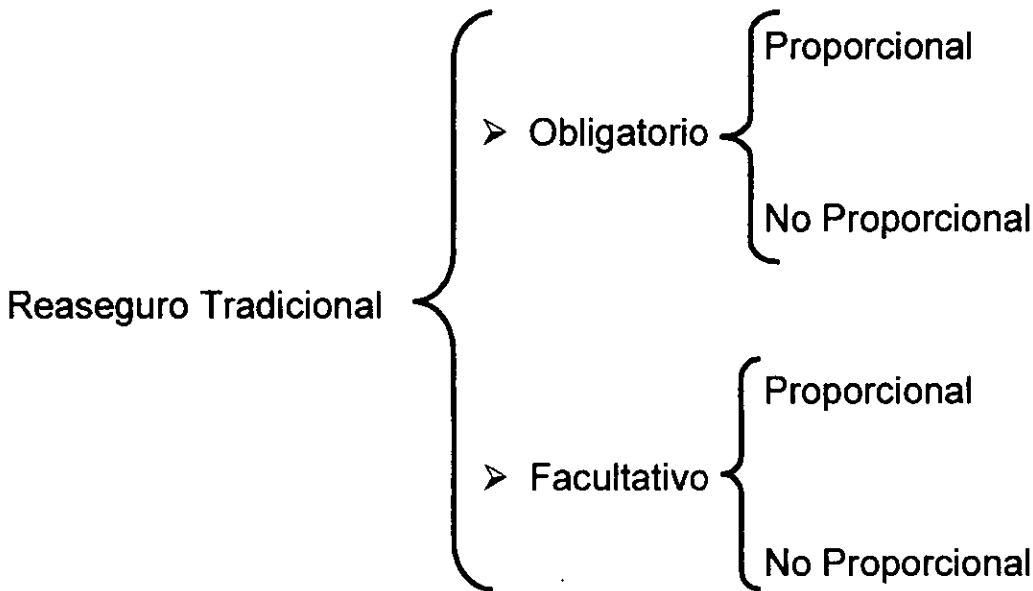 Proporcional
➢ Obligatorio
No Proporcional
Reaseguro Tradicional
Proporcional
➢ Facultativo
No Proporcional